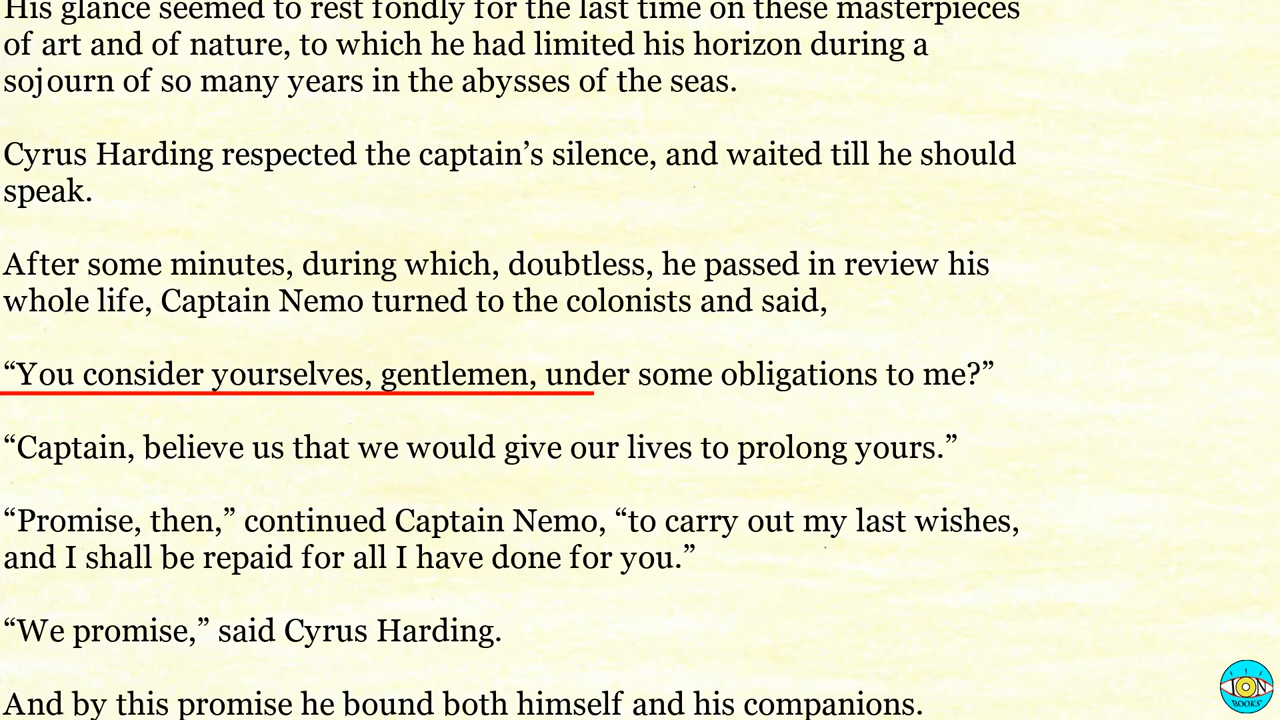 His glance seemed to rest fondly for the last time on these masterpieces
of art and of nature, to which he had limited his horizon during a
sojourn of so many years in the abysses of the seas.
Cyrus Harding respected the captain’s silence, and waited till he should
speak.
After some minutes, during which, doubtless, he passed in review his
whole life, Captain Nemo turned to the colonists and said,
“You consider yourselves, gentlemen, under some obligations to me?”
“Captain, believe us that we would give our lives to prolong yours.”
“Promise, then,” continued Captain Nemo, “to carry out my last wishes,
and I shall be repaid for all I have done for you.”
“We promise,” said Cyrus Harding.
And by this promise he bound both himself and his companions.
ION
BOOKS